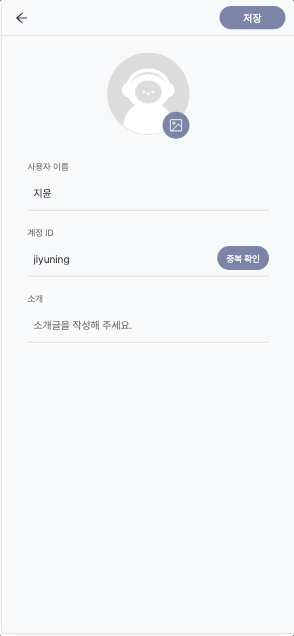 저장
사용자 이름
지윤
계정 ID
jiyuning
중복 확인
소개
소개글을 작성해 주세요.